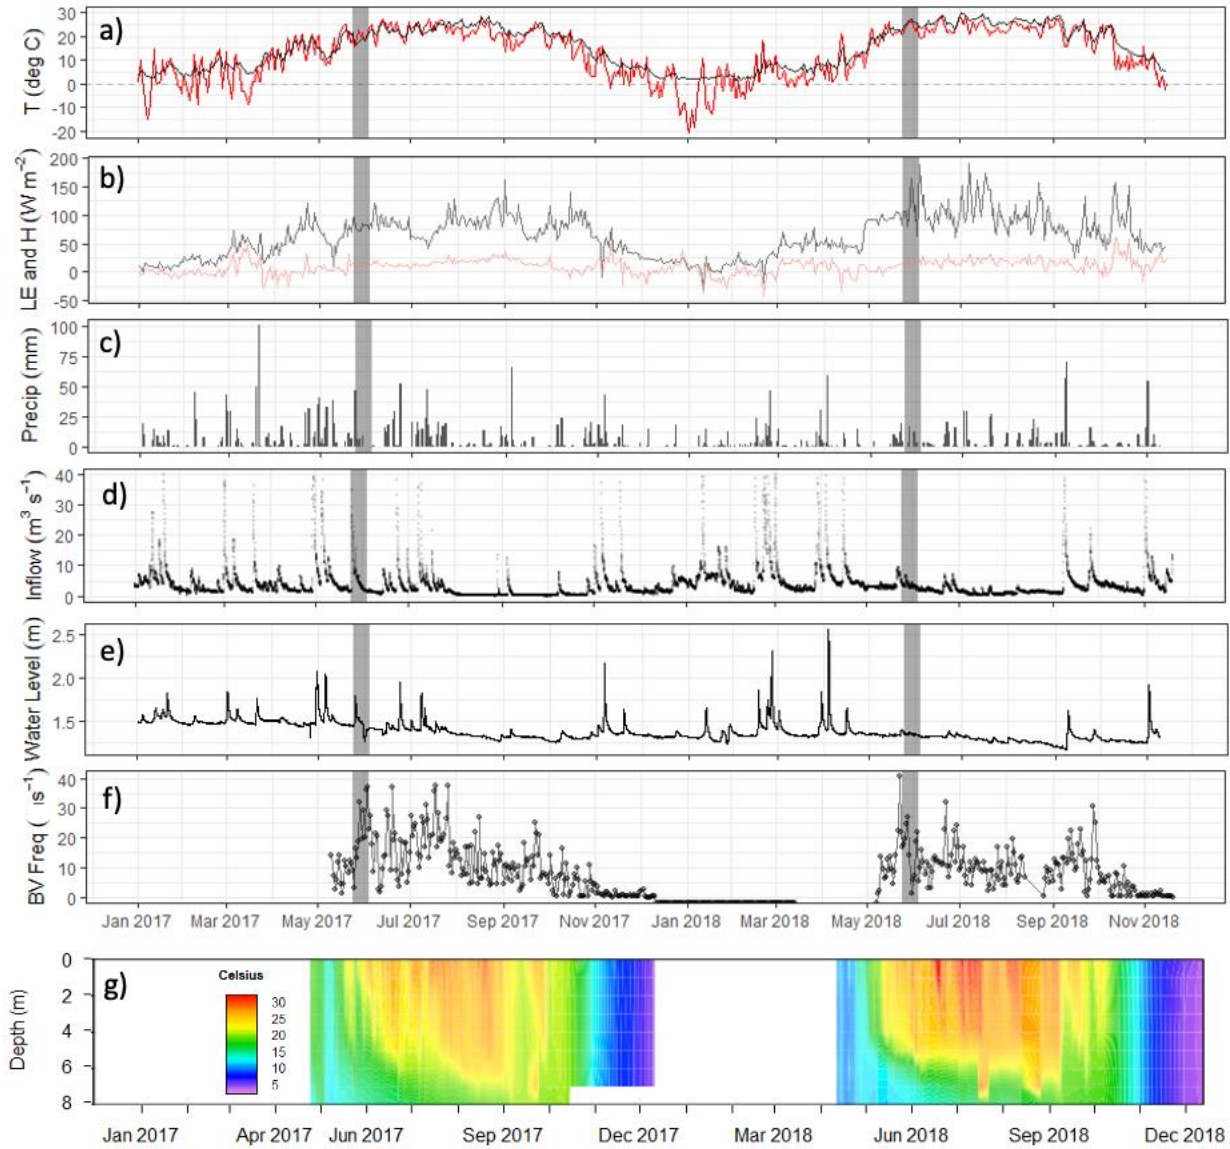 a)
T (deg C)
30
20
10
0
-10
-20
b)
LE and H (W m⁻²)
200
150
100
50
0
-50
c)
Precip (mm)
100
75
50
25
0
d)
Inflow (m³ s⁻¹)
40
30
20
10
0
e)
Water Level (m)
2.5
2.0
1.5
f)
BV Freq ( s⁻¹)
40
30
20
10
0
Jan 2017 Mar 2017 May 2017 Jul 2017 Sep 2017 Nov 2017 Jan 2018 Mar 2018 May 2018 Jul 2018 Sep 2018 Nov 2018
g)
Depth (m)
0
2
4
6
8
Celsius
30
25
20
15
10
5
Jan 2017 Apr 2017 Jun 2017 Sep 2017 Dec 2017 Mar 2018 Jun 2018 Sep 2018 Dec 2018